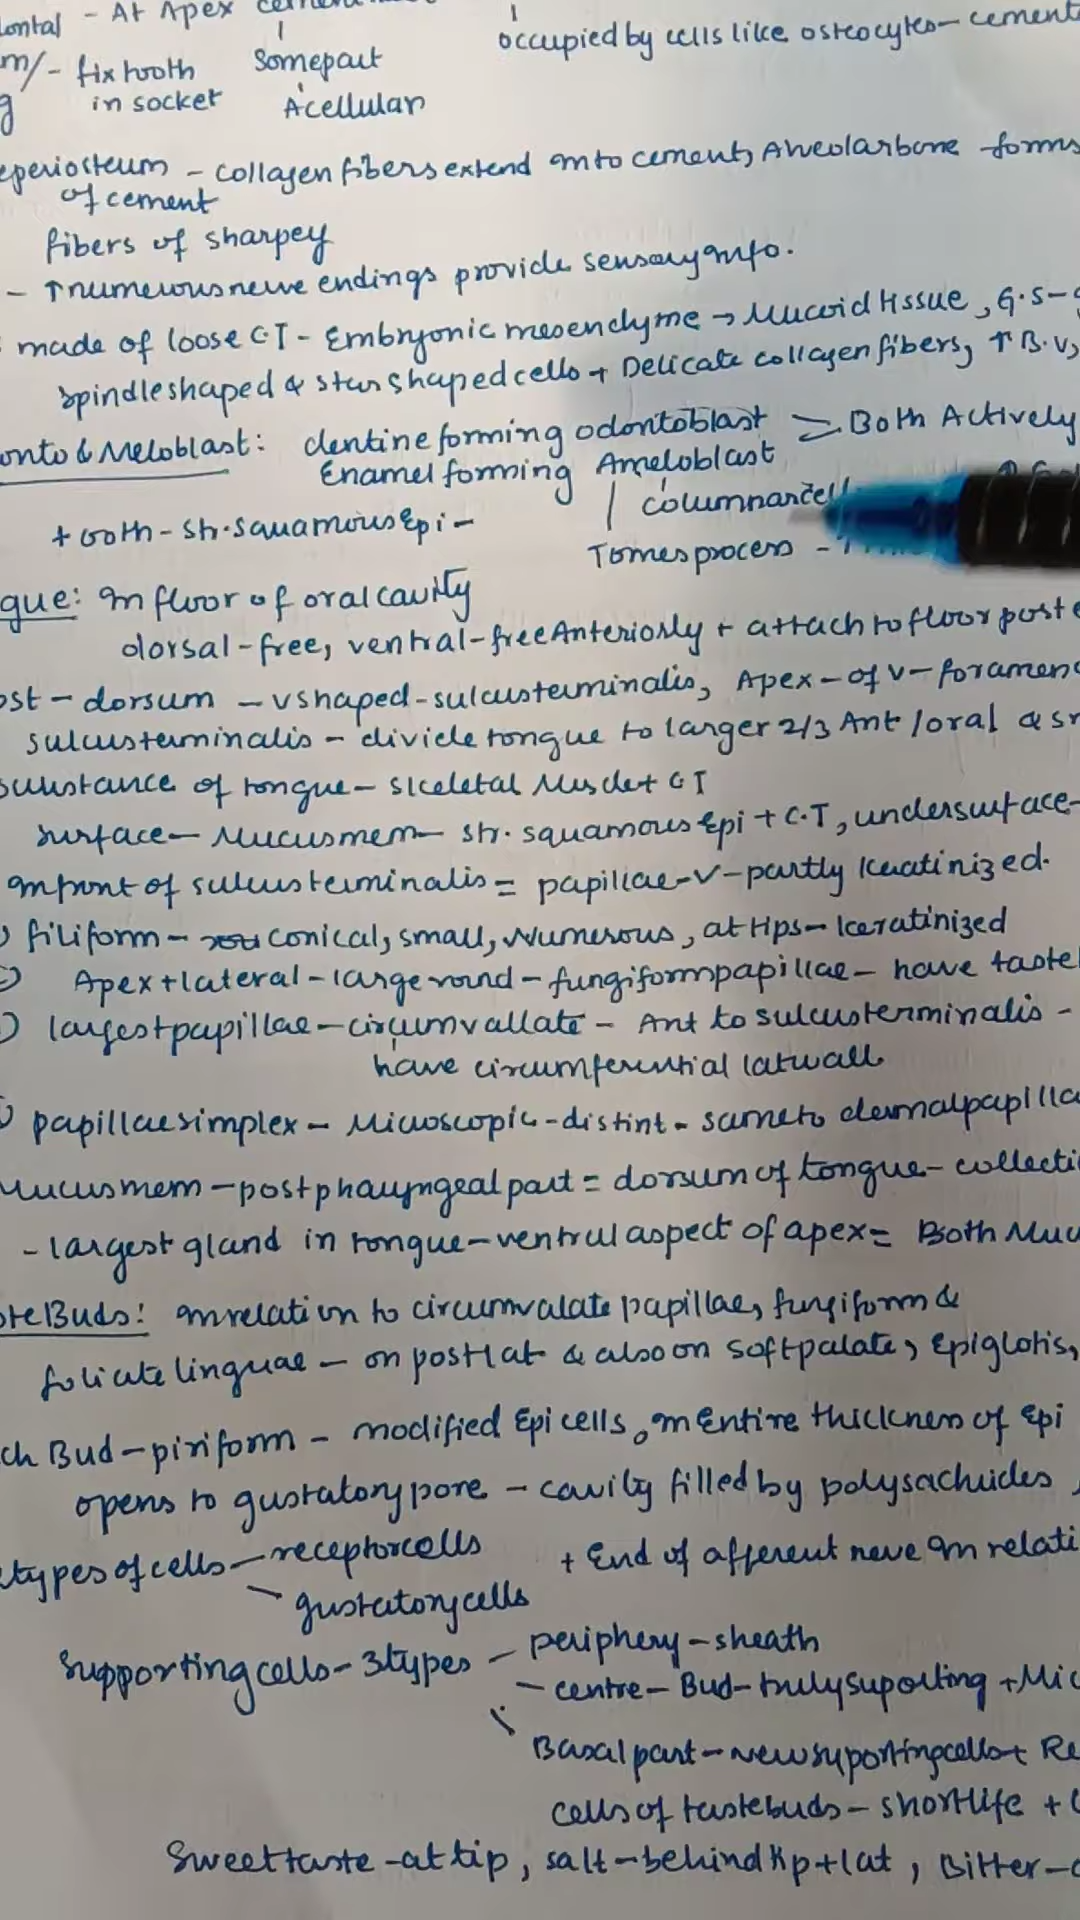 ontal - At Apex
occupied by cells like osteocytes - cement
m/- fix tooth
Somepart
g in socket
Acellular
eperiosteum - collagen fibers extend into cement, Alveolar bone forms
of cement
fibers of sharpey
- ↑ numerous nerve endings provide sensory info.
made of loose CT - Embryonic mesenchyme → Mucoid tissue, G.S -
spindle shaped & star shaped cells + Delicate collagen fibers, ↑ B.V,
onto & Meloblast: dentine forming odontoblast > Both Actively
Enamel forming Ameloblast
columnar cell
tooth - str. squamous Epi -
Tomes process -
gue: in floor of oral cavity
dorsal - free, ventral - free Anteriorly + attach to floor poste
ost - dorsum - v shaped - sulcus terminalis, Apex - of v - foramen
sulcus terminalis - divide tongue to larger 2/3 Ant / oral & sm
substance of tongue - skeletal Muscle + CT
surface - Mucus mem - str. squamous Epi + C.T, undersurface -
infront of sulcus terminalis = papillae - V - partly keratinized.
) filiform - conical, small, Numerous, at tips - keratinized
) Apex + lateral - large round - fungiform papillae - have taste
) largest papillae - circumvallate - Ant to sulcus terminalis -
have circumferential lat wall
) papillae simplex - Microscopic - distint - same to dermal papilla
Mucus mem - post pharyngeal part = dorsum of tongue - collecti
- largest gland in tongue - ventral aspect of apex = Both Muc
ste Buds: in relation to circumvalate papillae, fungiform &
foliate linguae - on post lat & also on soft palate, Epiglotis,
ch Bud - piriform - modified Epi cells, in Entire thickness of Epi
opens to gustatory pore - cavity filled by polysachrides,
types of cells - receptor cells + End of afferent nerve in relati
gustatory cells
supporting cells - 3 types - periphery - sheath
- centre - Bud - truly suporting + Mic
Basal part - new suporting cells + Re
cells of taste buds - short life +
Sweet taste - at tip, salt - behind tip + lat, Bitter -